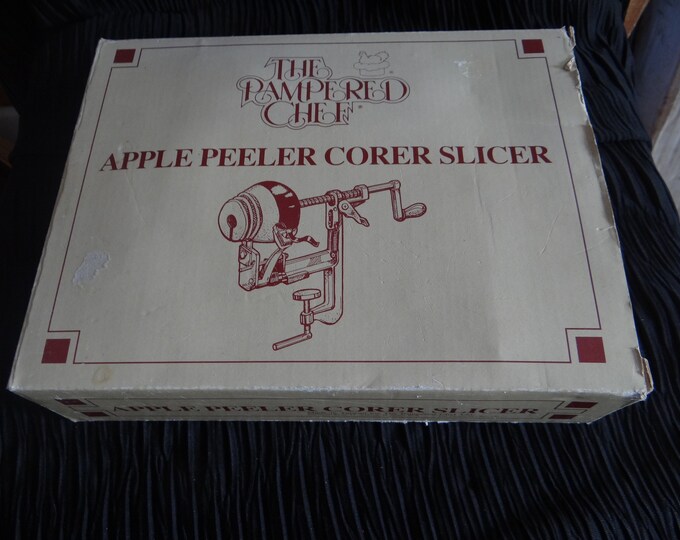 THE
PAMPERED
CHEF
®
APPLE PEELER CORER SLICER
APPLE PEELER CORER SLICER